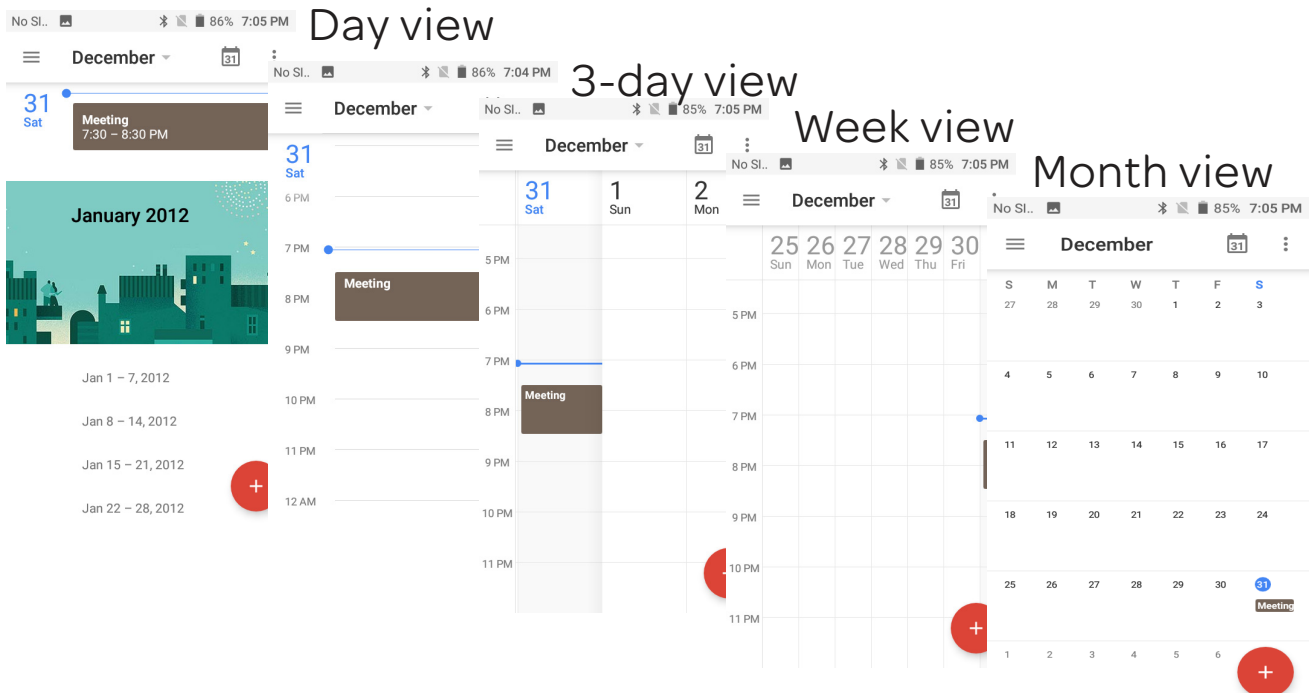 No SI.. 86% 7:05 PM
Day view
December 31
31
Sat
Meeting
7:30 – 8:30 PM
January 2012
Jan 1 – 7, 2012
Jan 8 – 14, 2012
Jan 15 – 21, 2012
Jan 22 – 28, 2012
+
No SI.. 86% 7:04 PM
3-day view
December
31
Sat
6 PM
7 PM
Meeting
8 PM
9 PM
10 PM
11 PM
12 AM
No SI.. 85% 7:05 PM
Week view
December 31
31 1 2
Sat Sun Mon
5 PM
6 PM
7 PM
Meeting
8 PM
9 PM
10 PM
11 PM
No SI.. 85% 7:05 PM
Month view
December 31
25 26 27 28 29 30
Sun Mon Tue Wed Thu Fri
5 PM
6 PM
7 PM
8 PM
9 PM
10 PM
11 PM
+
No SI.. 85% 7:05 PM
December 31
S M T W T F S
27 28 29 30 1 2 3
4 5 6 7 8 9 10
11 12 13 14 15 16 17
18 19 20 21 22 23 24
25 26 27 28 29 30 31
Meeting
1 2 3 4 5 6
+